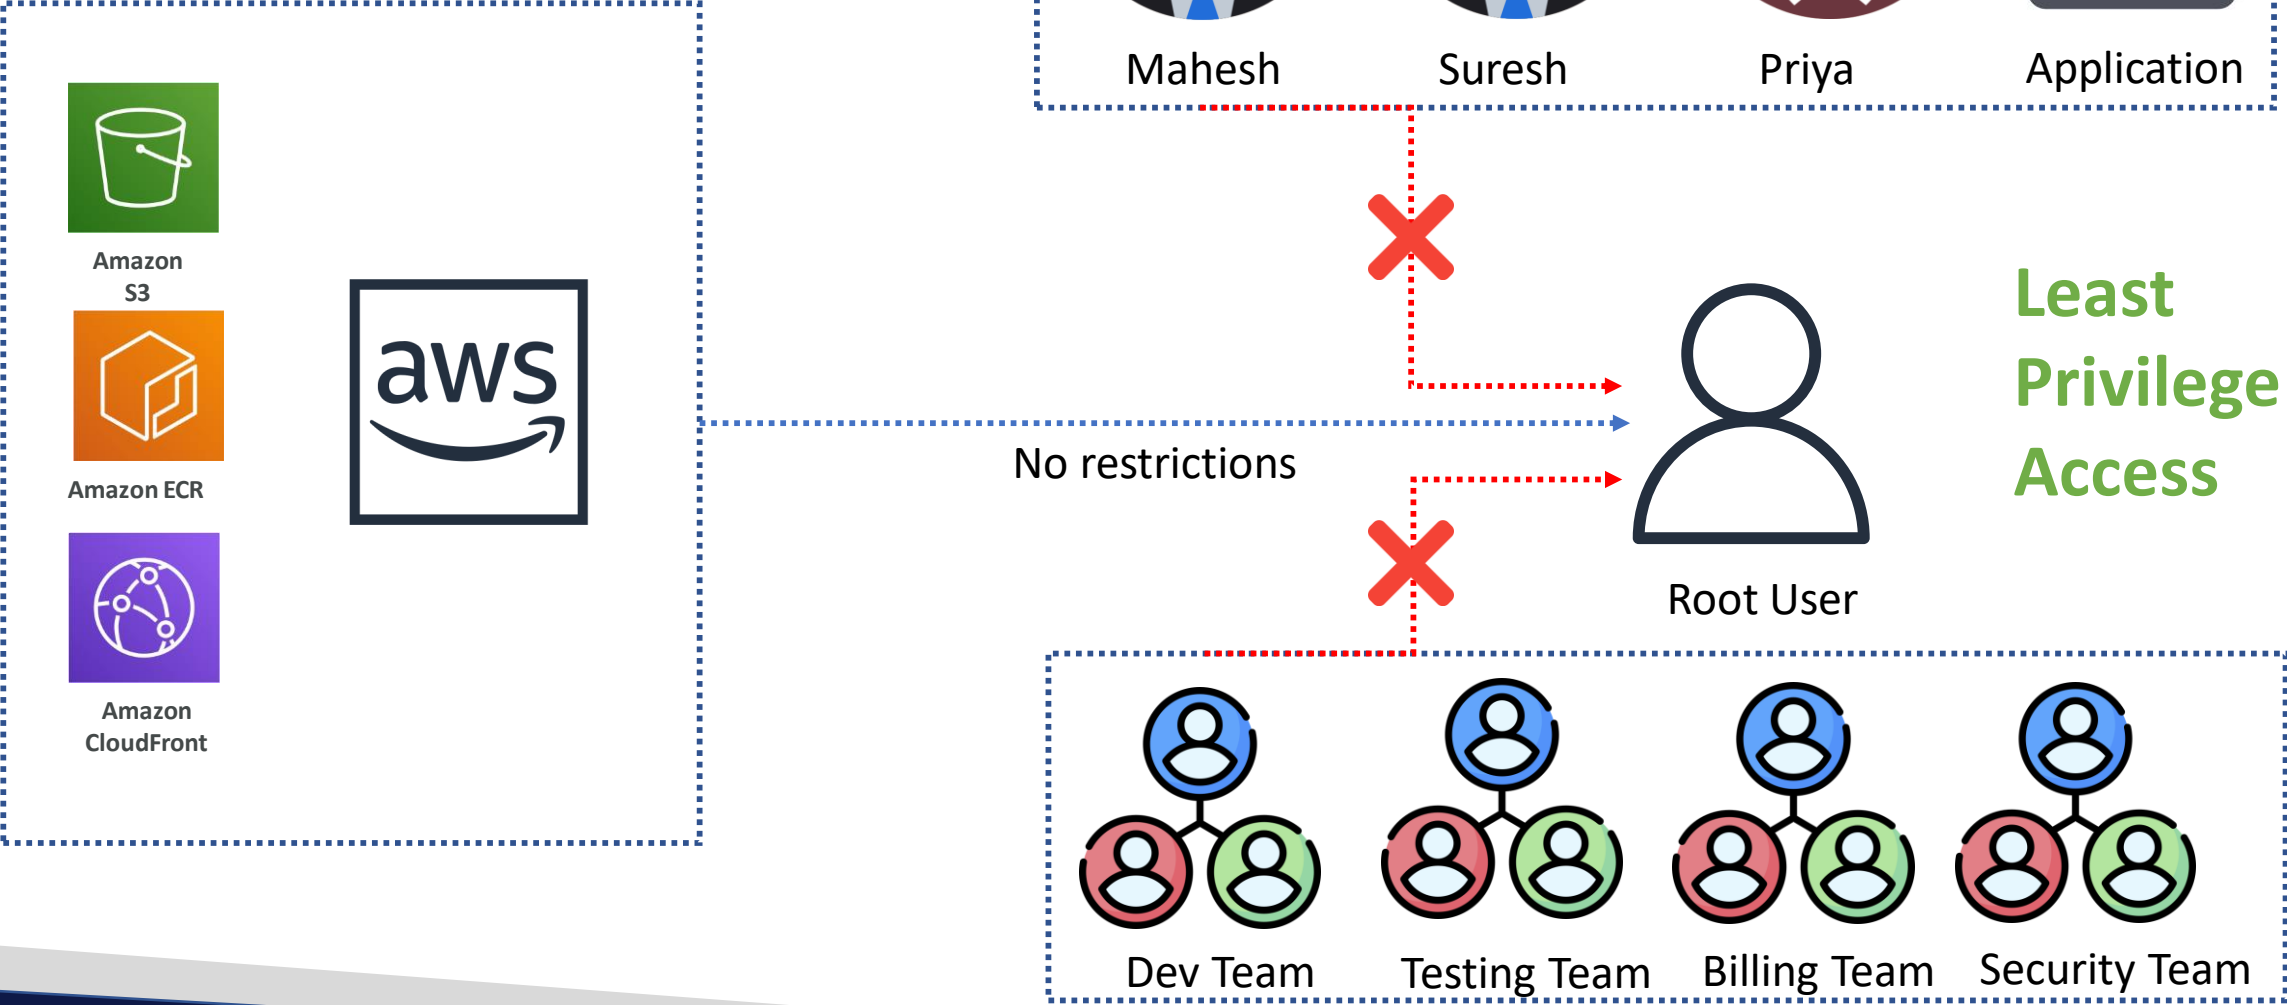 Mahesh
Suresh
Priya
Application
Amazon
S3
Amazon ECR
Amazon
CloudFront
aws
No restrictions
Root User
Least
Privilege
Access
Dev Team
Testing Team
Billing Team
Security Team